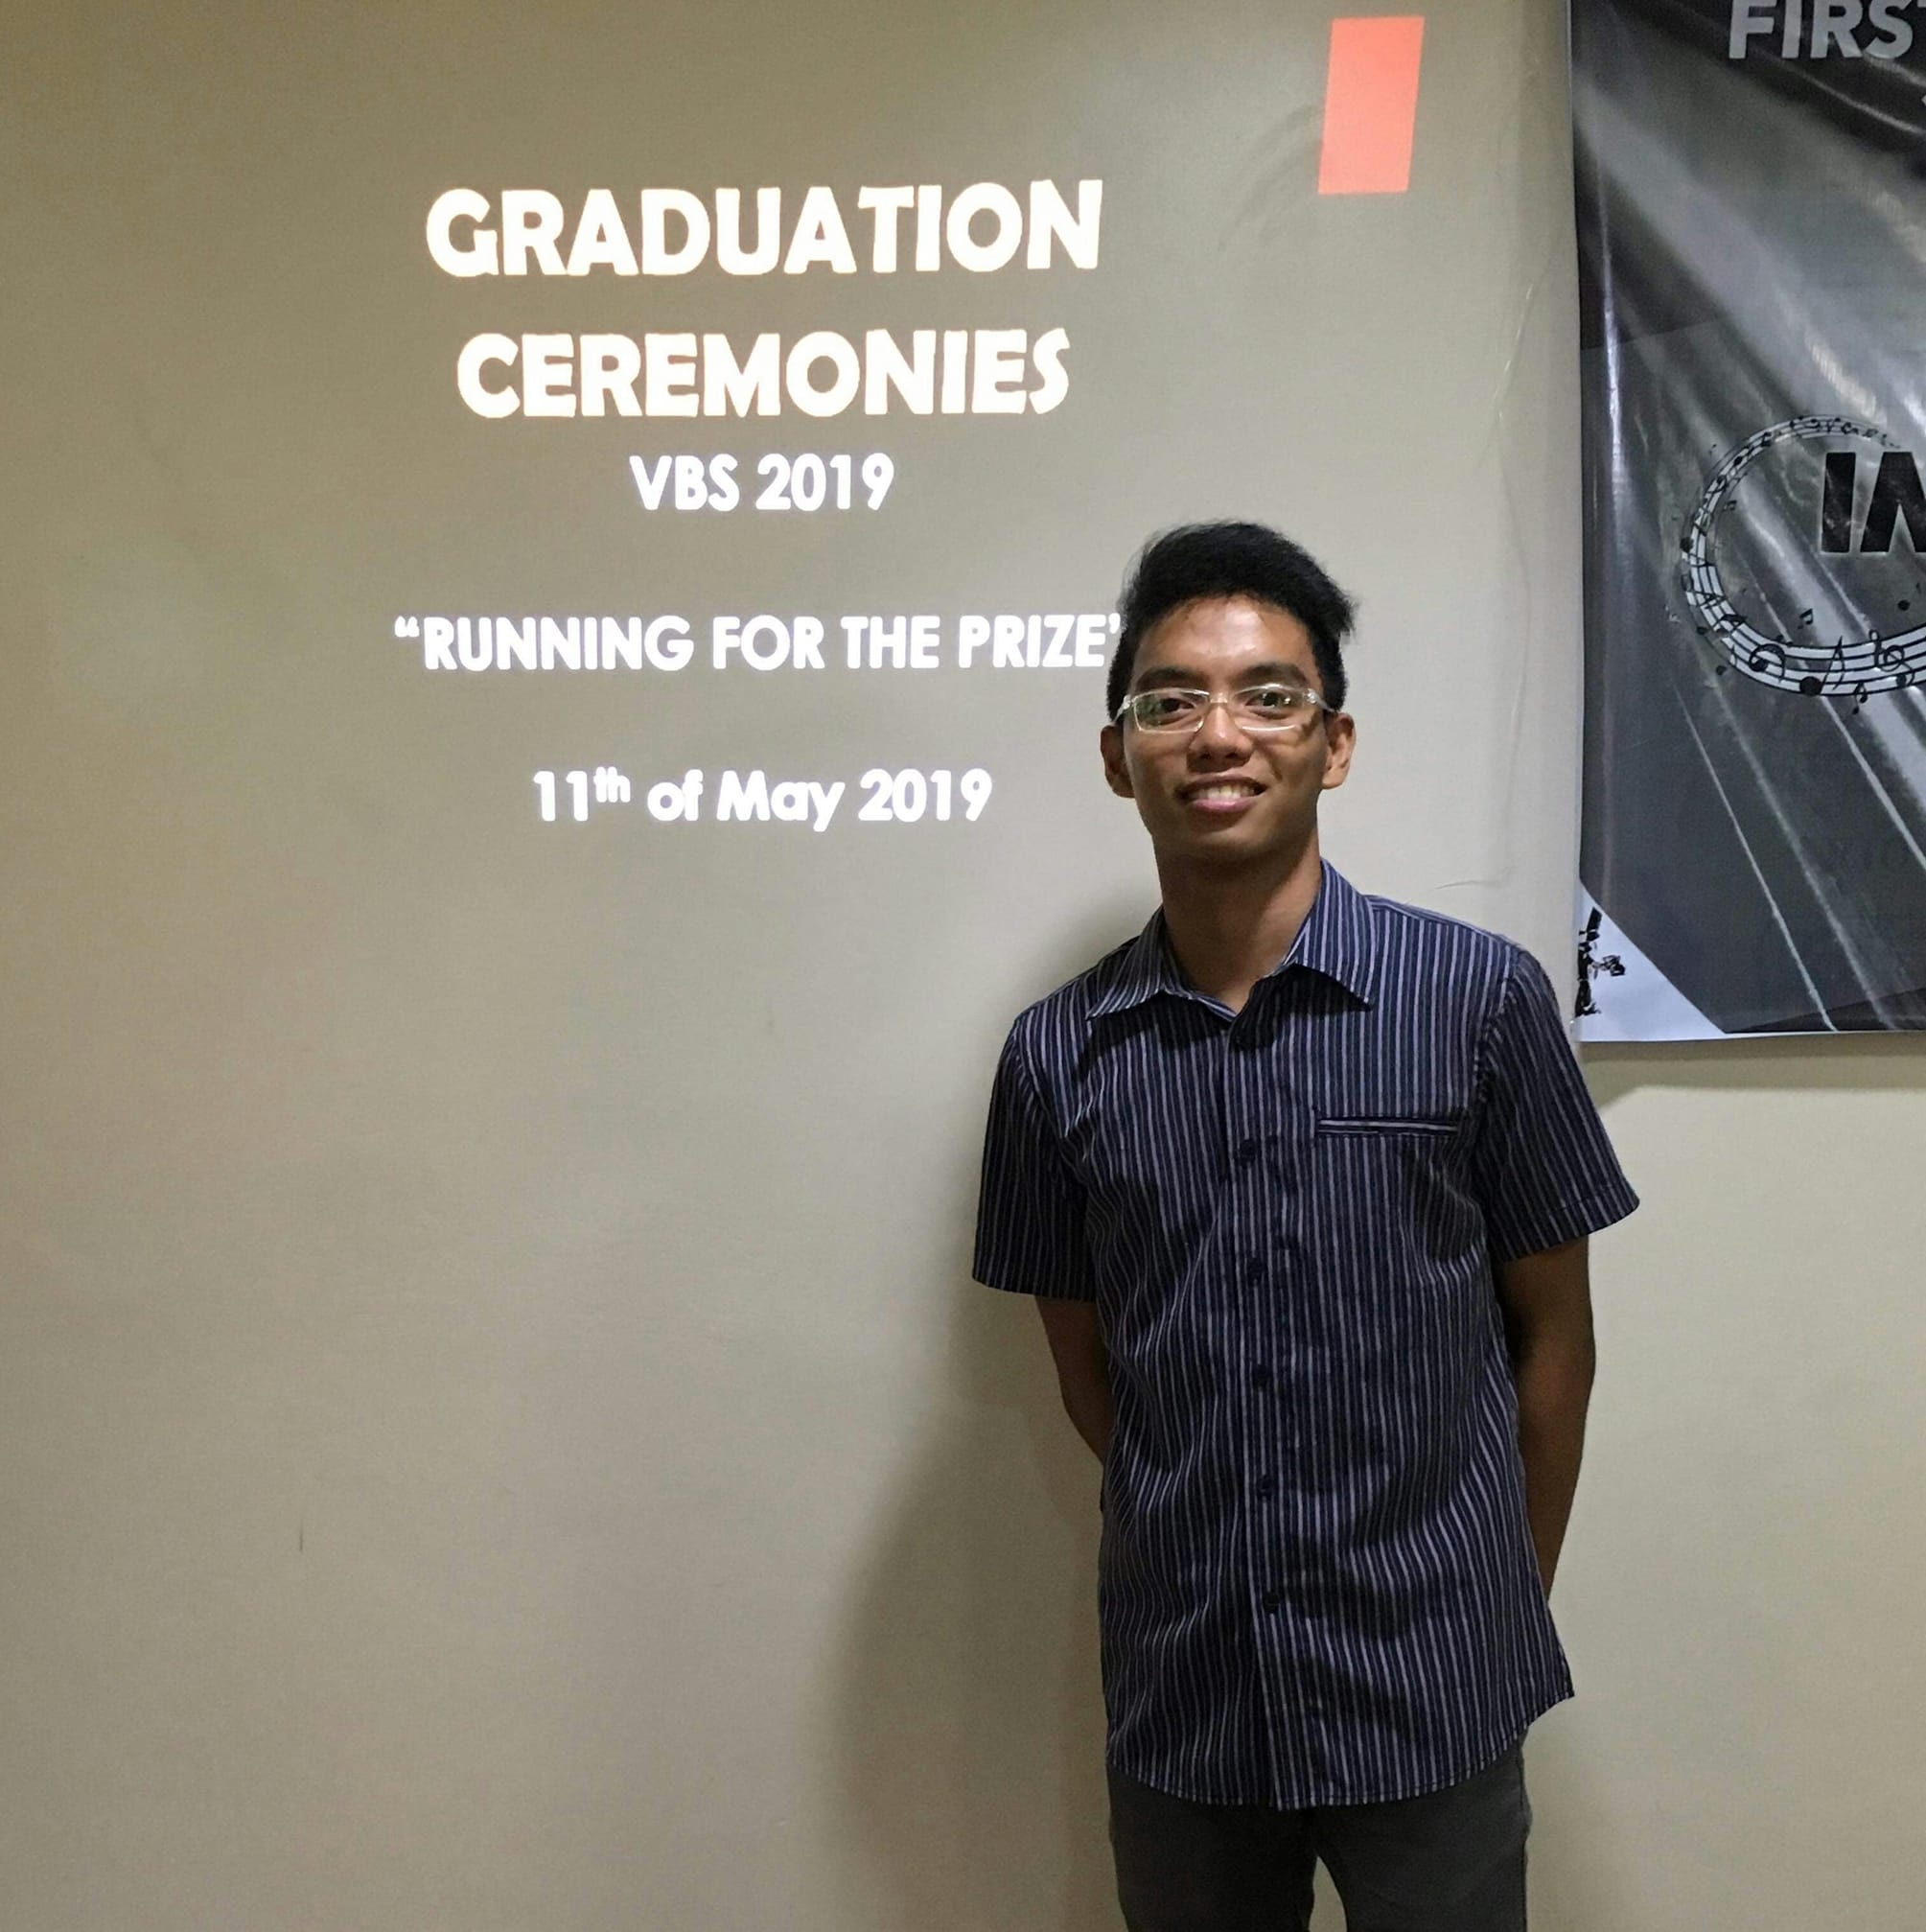 GRADUATION
CEREMONIES
VBS 2019
“RUNNING FOR THE PRIZE’
11th of May 2019